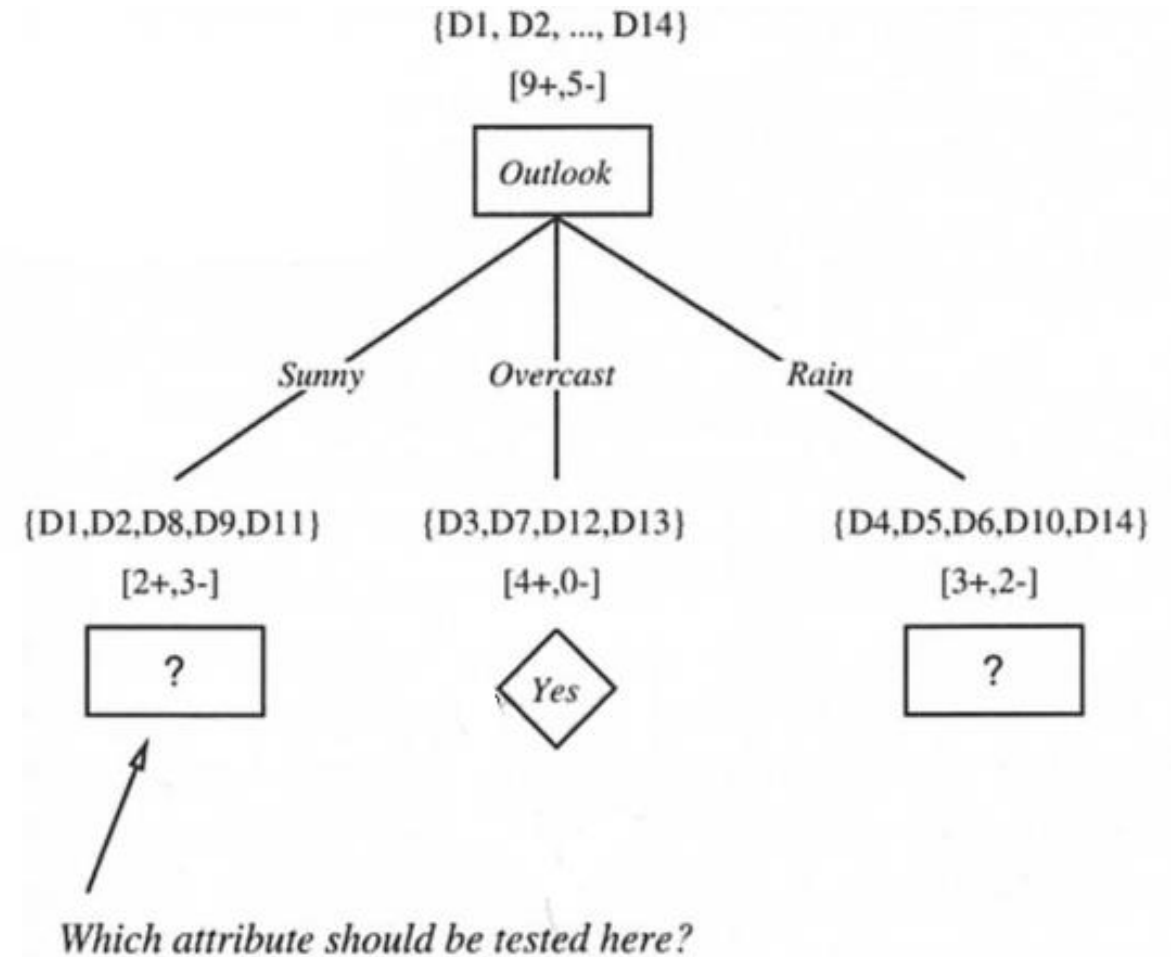 {D1, D2, ..., D14}
[9+,5-]
Outlook
Sunny
Overcast
Rain
{D1,D2,D8,D9,D11}
{D3,D7,D12,D13}
{D4,D5,D6,D10,D14}
[2+,3-]
[4+,0-]
[3+,2-]
?
Yes
?
Which attribute should be tested here?